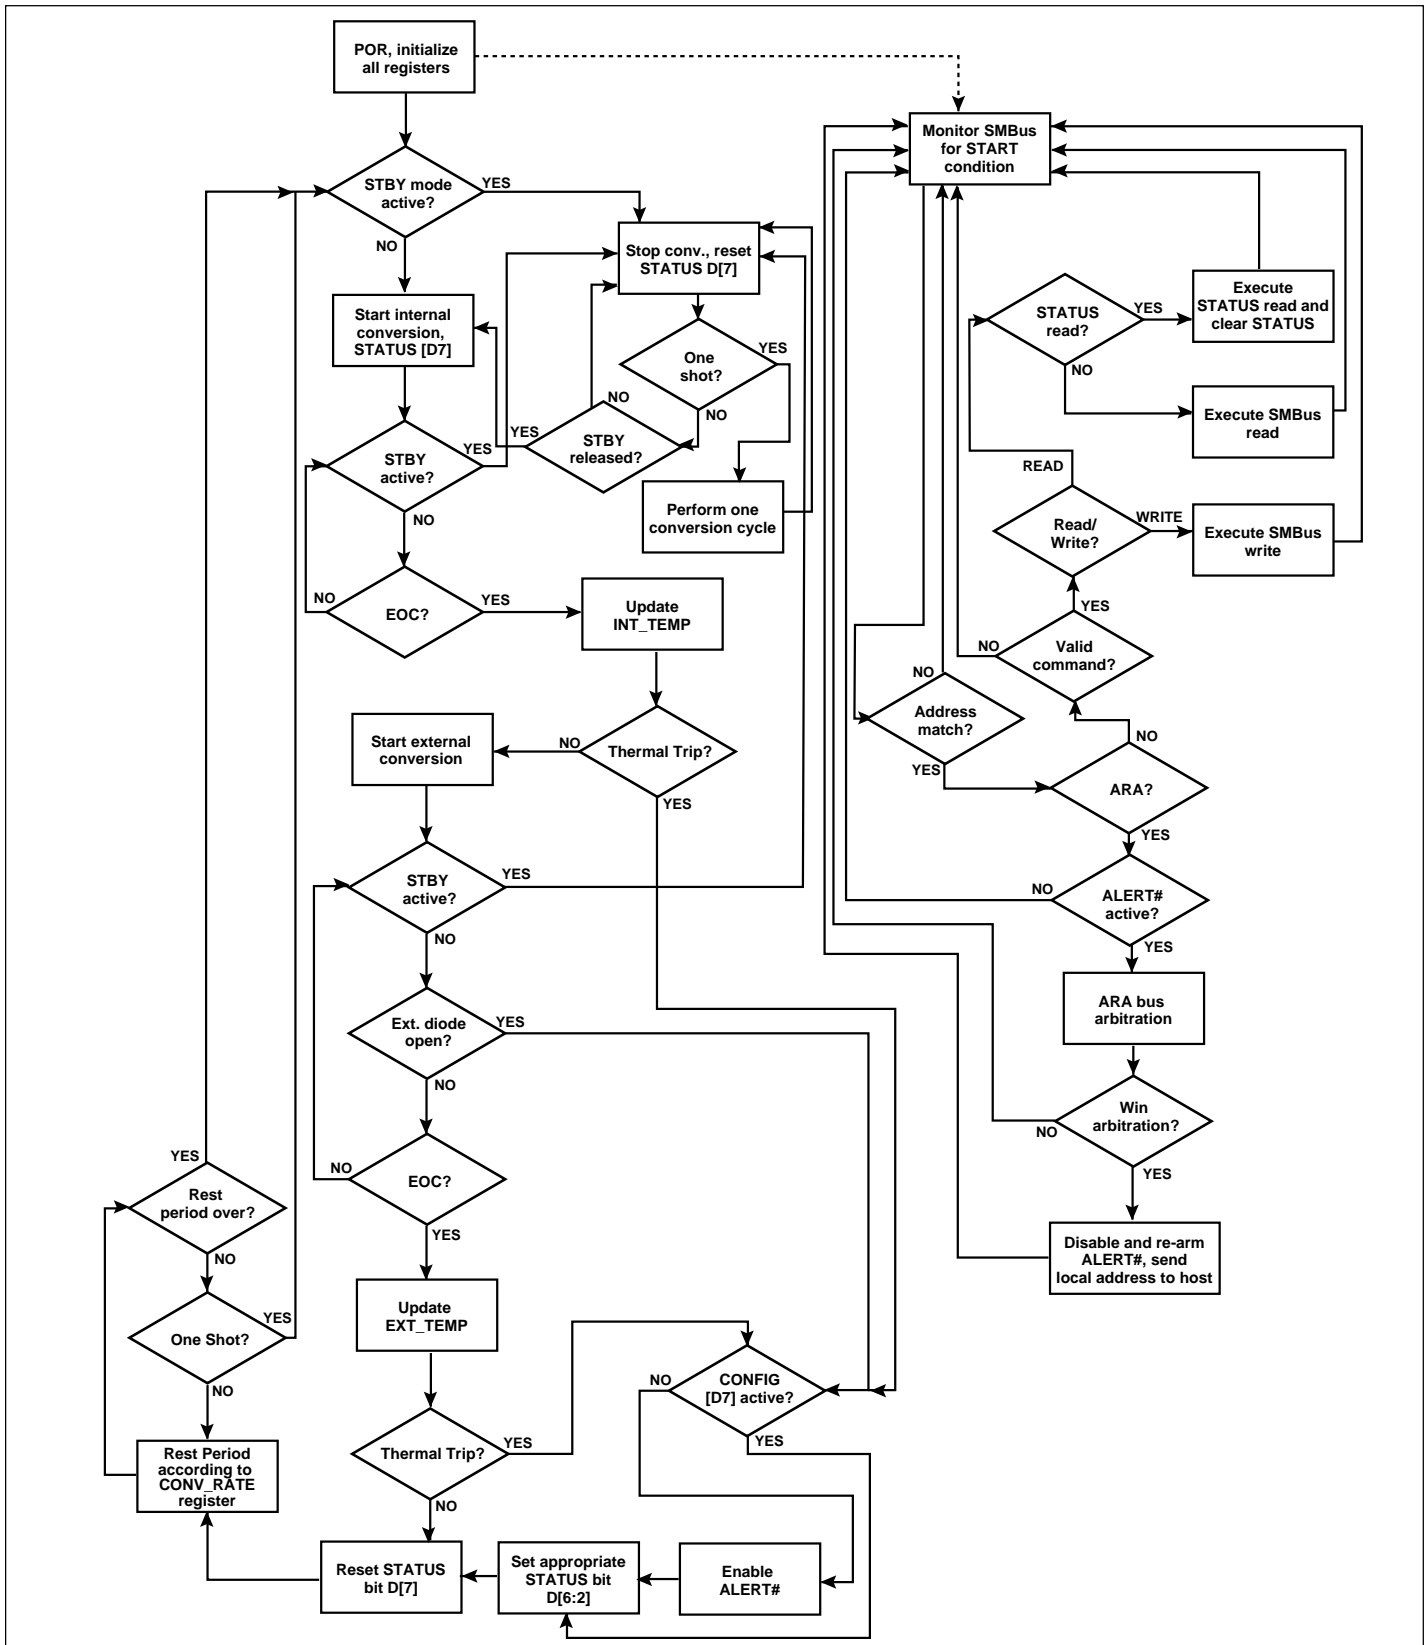 POR, initialize
all registers
STBY mode
active?
YES
NO
Stop conv., reset
STATUS D[7]
Start internal
conversion,
STATUS [D7]
One
shot?
YES
NO
STBY
released?
NO
YES
STBY
active?
YES
NO
Perform one
conversion cycle
EOC?
NO
YES
Update
INT_TEMP
Thermal Trip?
NO
YES
Start external
conversion
STBY
active?
YES
NO
Ext. diode
open?
YES
NO
EOC?
NO
YES
Update
EXT_TEMP
Thermal Trip?
YES
NO
CONFIG
[D7] active?
NO
YES
Enable
ALERT#
Set appropriate
STATUS bit
D[6:2]
Reset STATUS
bit D[7]
Rest Period
according to
CONV_RATE
register
Rest
period over?
YES
NO
One Shot?
YES
NO
Monitor SMBus
for START
condition
STATUS
read?
YES
NO
Execute
STATUS read and
clear STATUS
Execute SMBus
read
READ
Read/
Write?
WRITE
YES
Execute SMBus
write
Valid
command?
NO
Address
match?
NO
YES
ARA?
NO
YES
ALERT#
active?
NO
YES
ARA bus
arbitration
Win
arbitration?
NO
YES
Disable and re-arm
ALERT#, send
local address to host